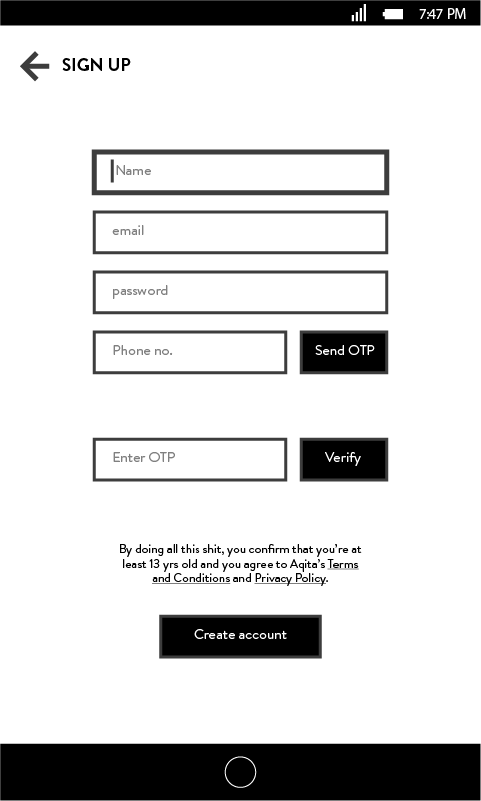 7:47 PM
SIGN UP
Name
email
password
Phone no.
Send OTP
Enter OTP
Verify
By doing all this shit, you confirm that you're at
least 13 yrs old and you agree to Aqita's Terms
and Conditions and Privacy Policy.
Create account